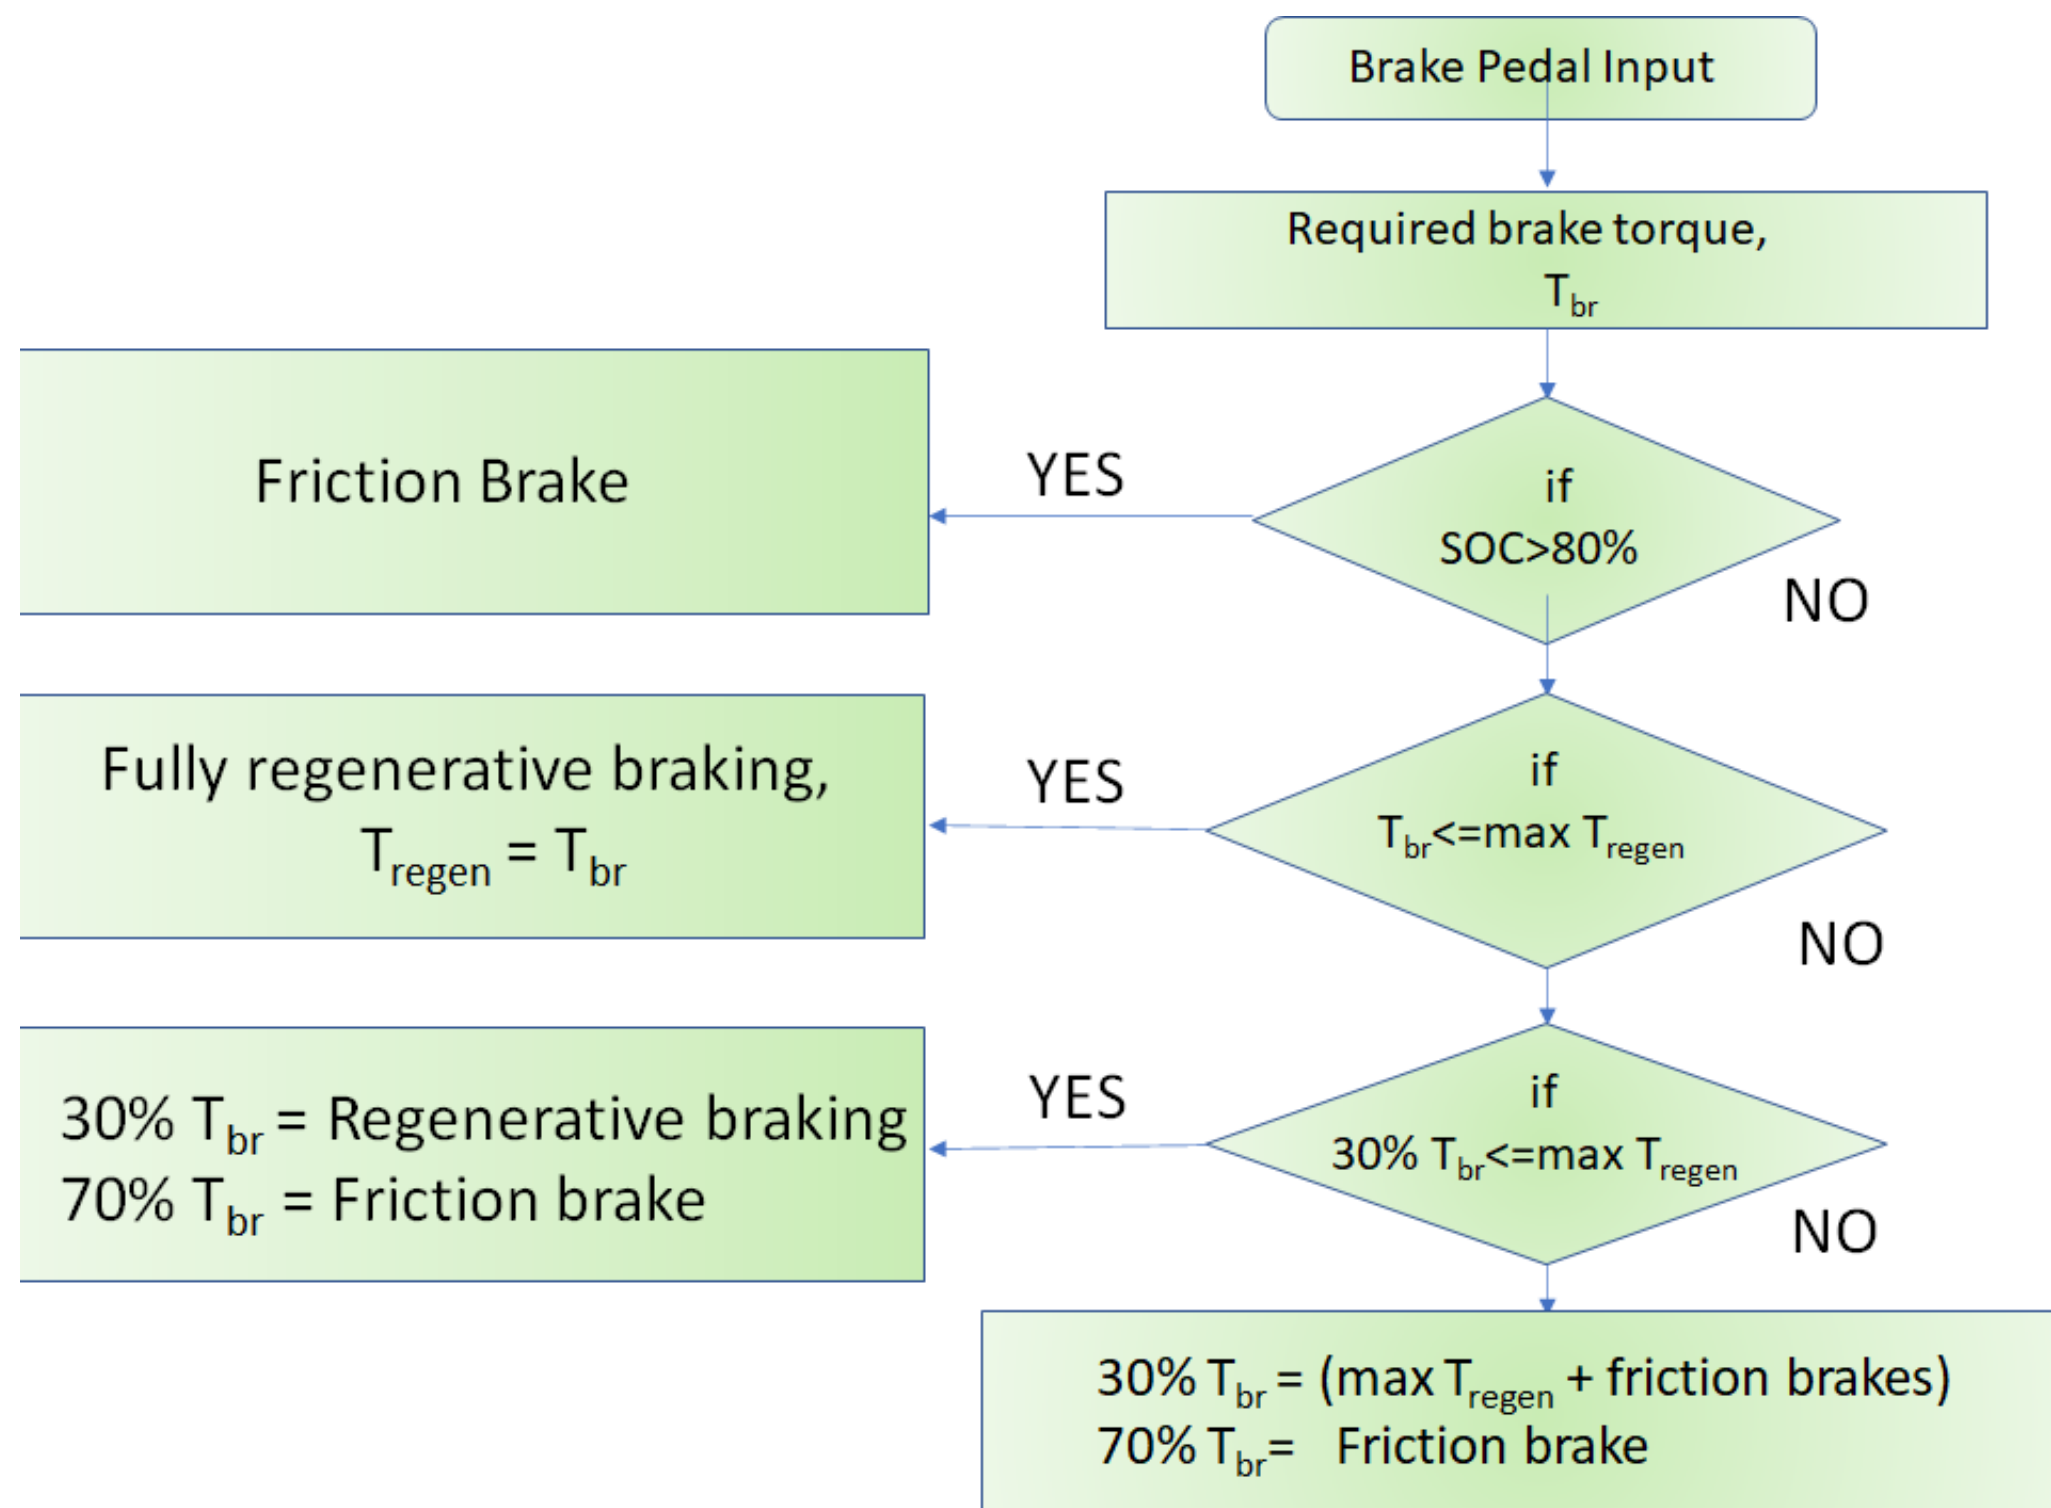 Brake Pedal Input
Required brake torque,
Tbr
Friction Brake
YES
if
SOC>80%
NO
Fully regenerative braking,
Tregen = Tbr
YES
if
Tbr<=max Tregen
NO
30% Tbr = Regenerative braking
70% Tbr = Friction brake
YES
if
30% Tbr<=max Tregen
NO
30% Tbr = (max Tregen + friction brakes)
70% Tbr= Friction brake